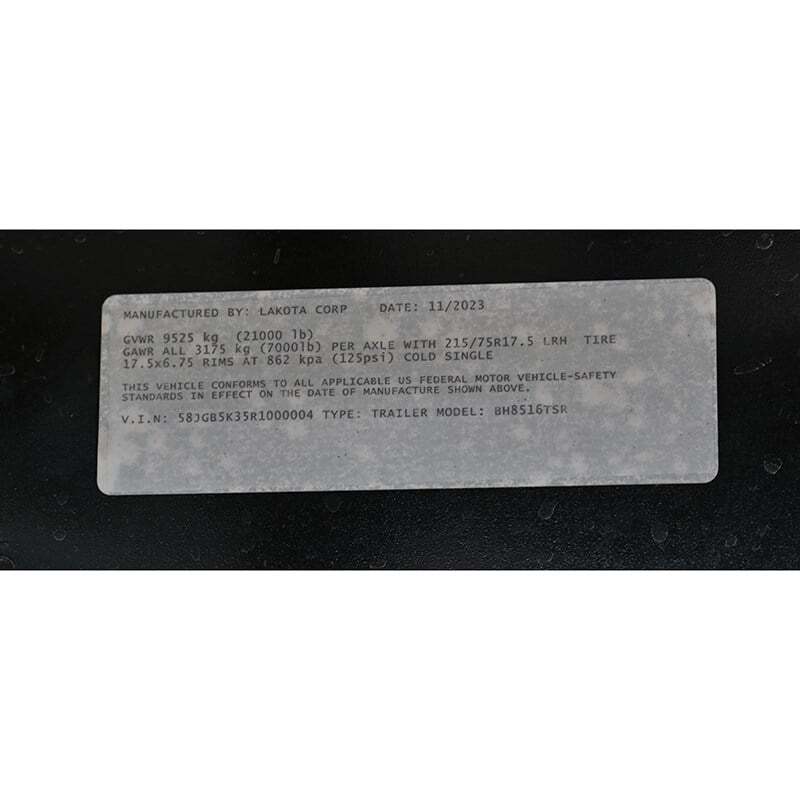 MANUFACTURED BY: LAKOTA CORP DATE: 11/2023
GVWR 9525 kg (21000 lb)
GAWR ALL 3175 kg (7000lb) PER AXLE WITH 215/75R17.5 LRH TIRE
17.5x6.75 RIMS AT 862 kpa (125psi) COLD SINGLE
THIS VEHICLE CONFORMS TO ALL APPLICABLE US FEDERAL MOTOR VEHICLE-SAFETY
STANDARDS IN EFFECT ON THE DATE OF MANUFACTURE SHOWN ABOVE.
V.I.N: 58JGB5K35R1000004 TYPE: TRAILER MODEL: BH8516TSR